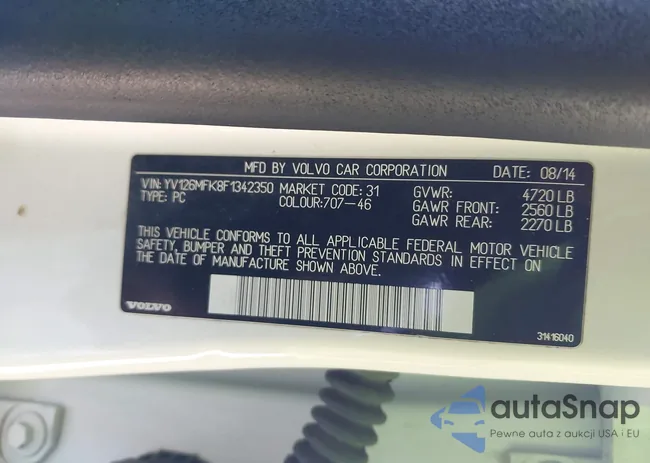 MFD BY VOLVO CAR CORPORATION DATE: 08/14
VIN: YV126MFK8F1342350 MARKET CODE: 31 GVWR: 4720 LB
TYPE: PC COLOUR:707-46 GAWR FRONT: 2560 LB
GAWR REAR: 2270 LB
THIS VEHICLE CONFORMS TO ALL APPLICABLE FEDERAL MOTOR VEHICLE
SAFETY, BUMPER AND THEFT PREVENTION STANDARDS IN EFFECT ON
THE DATE OF MANUFACTURE SHOWN ABOVE.
VOLVO
31416040
autaSnap
Pewne auta z aukcji USA i EU